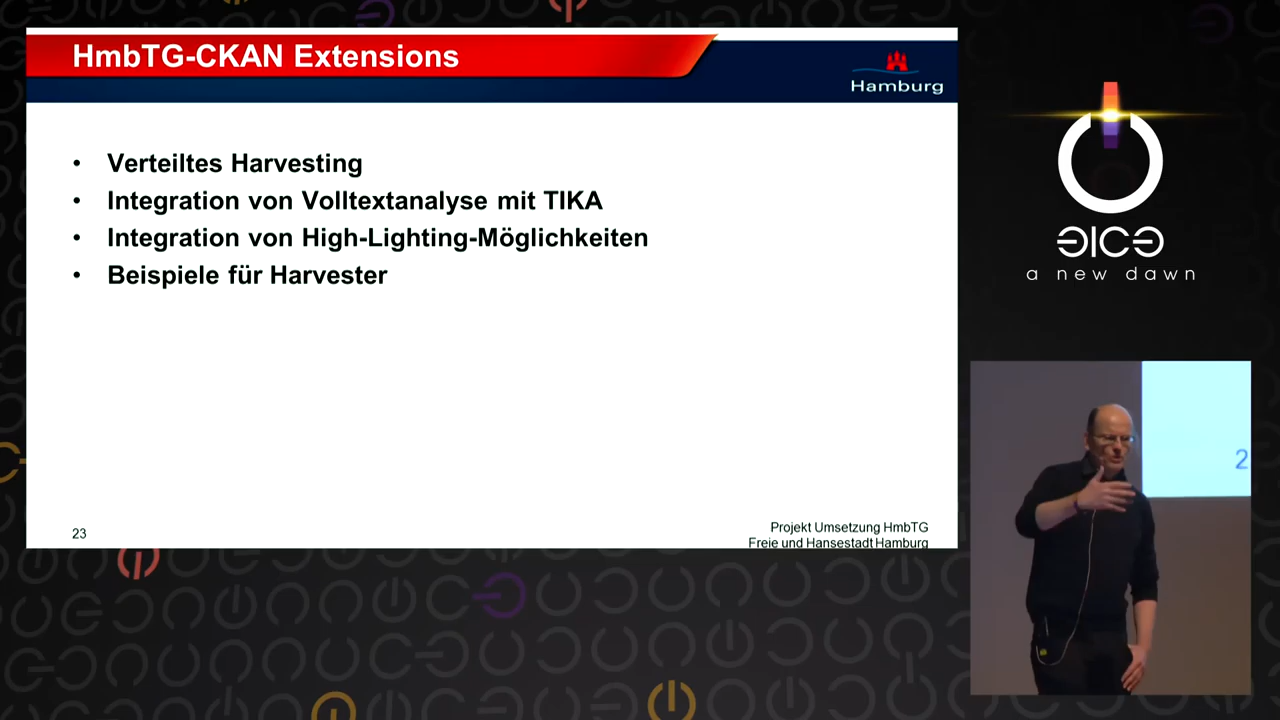 HmbTG-CKAN Extensions
Hamburg
• Verteiltes Harvesting
• Integration von Volltextanalyse mit TIKA
• Integration von High-Lighting-Möglichkeiten
• Beispiele für Harvester
23
Projekt Umsetzung HmbTG
Freie und Hansestadt Hamburg
a new dawn
2